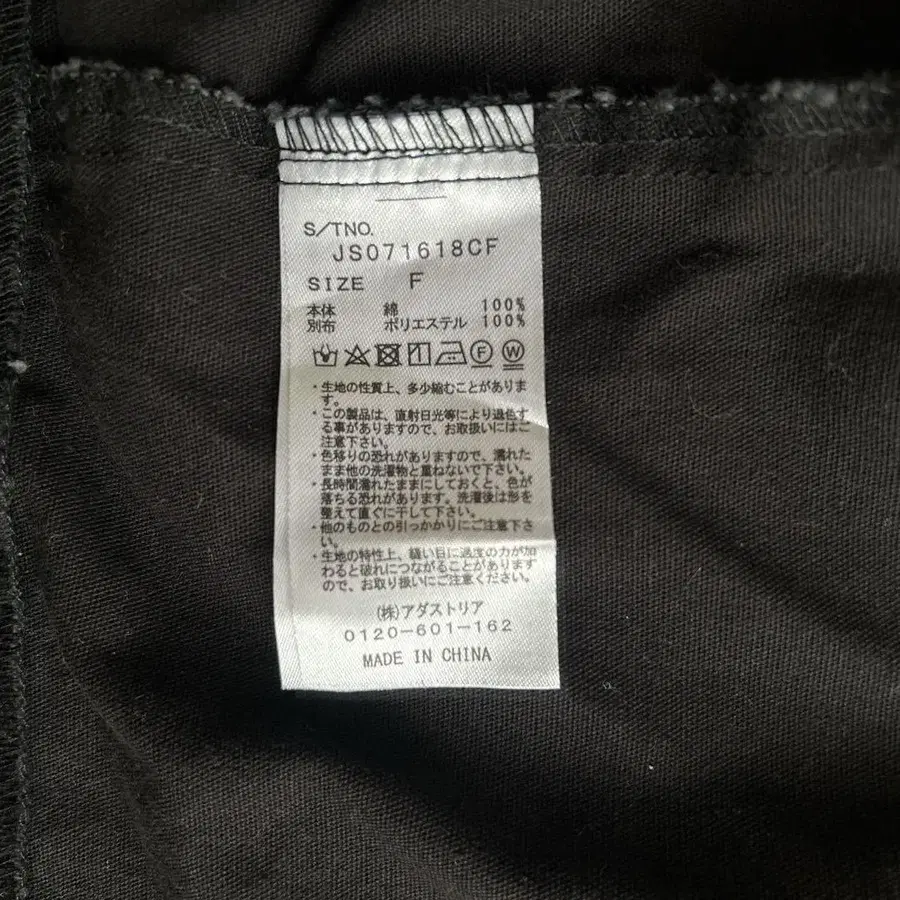 S/TNO.
JS071618CF
SIZE F
本体 綿 100%
別布 ポリエステル 100%
F W
・生地の性質上、多少縮むことがありま
す。
・この製品は、直射日光等により退色す
る事がありますので、お取扱いにはご
注意下さい。
・色移りの恐れがありますので、濡れた
まま他の洗濯物と重ねないで下さい。
・長時間濡れたままにしておくと、色が
落ちる恐れがあります。洗濯後は形を
整えて直ぐに干して下さい。
・他のものとの引っかかりにご注意下さ
い。
・生地の特性上、縫い目に過度の力が加
わると破れにつながることがあります
ので、お取り扱いにご注意ください。
(株)アダストリア
0120-601-162
MADE IN CHINA